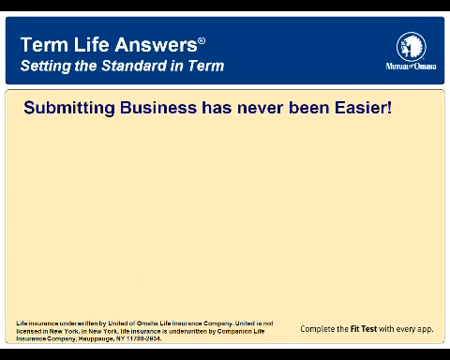 Term Life Answers®
Setting the Standard in Term
Mutual of Omaha
Submitting Business has never been Easier!
Life insurance underwritten by United of Omaha Life Insurance Company. United is not
licensed in New York. In New York, life insurance is underwritten by Companion Life
Insurance Company, Hauppauge, NY 11788-2934.
Complete the Fit Test with every app.